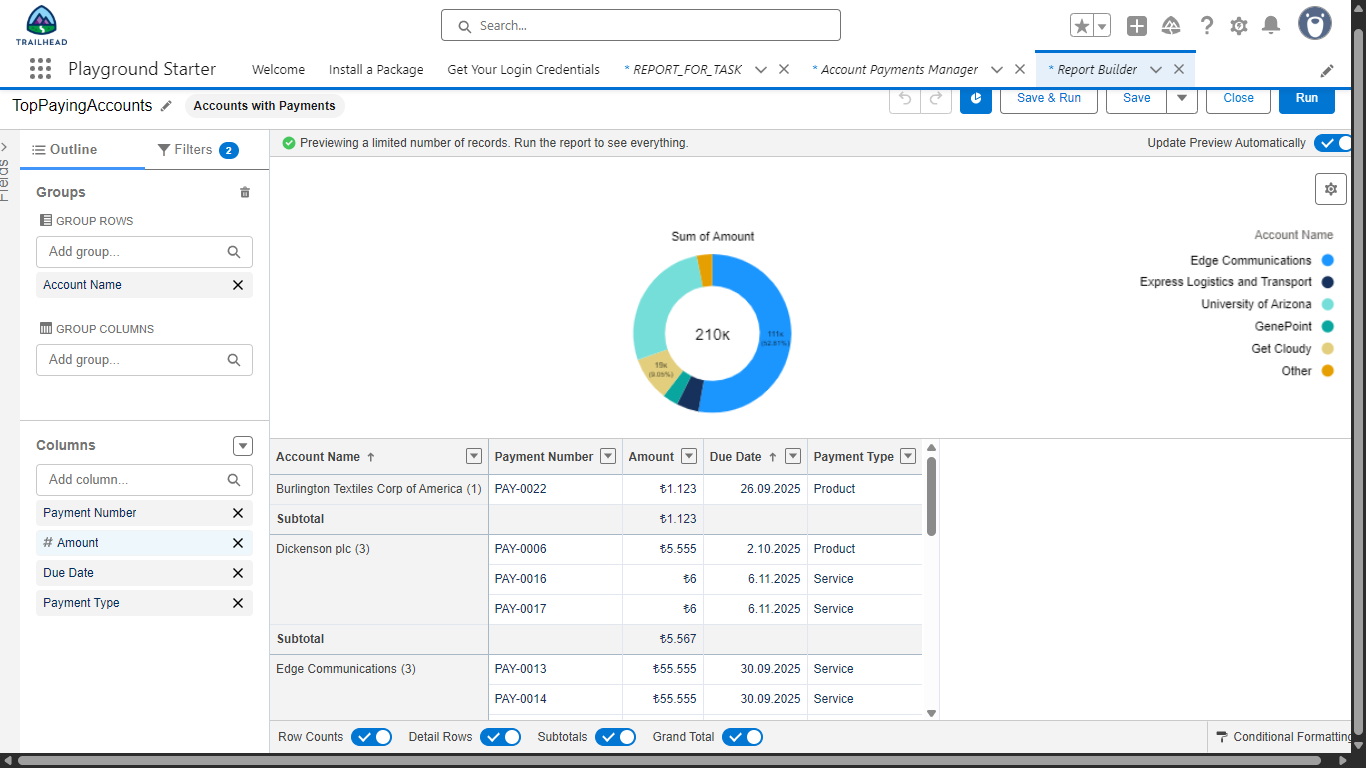 TRAILHEAD
Search...
Playground Starter
Welcome
Install a Package
Get Your Login Credentials
* REPORT_FOR_TASK
* Account Payments Manager
* Report Builder
TopPayingAccounts
Accounts with Payments
Save & Run
Save
Close
Run
Fields
Outline
Filters 2
Previewing a limited number of records. Run the report to see everything.
Update Preview Automatically
Groups
GROUP ROWS
Add group...
Account Name
GROUP COLUMNS
Add group...
Columns
Add column...
Payment Number
# Amount
Due Date
Payment Type
Sum of Amount
210K
111K
(52.81%)
19K
(9.05%)
Account Name
Edge Communications
Express Logistics and Transport
University of Arizona
GenePoint
Get Cloudy
Other
Account Name ↑ Payment Number Amount Due Date ↑ Payment Type
Burlington Textiles Corp of America (1) PAY-0022 ₺1.123 26.09.2025 Product
Subtotal ₺1.123
Dickenson plc (3) PAY-0006 ₺5.555 2.10.2025 Product
PAY-0016 ₺6 6.11.2025 Service
PAY-0017 ₺6 6.11.2025 Service
Subtotal ₺5.567
Edge Communications (3) PAY-0013 ₺55.555 30.09.2025 Service
PAY-0014 ₺55.555 30.09.2025 Service
Row Counts
Detail Rows
Subtotals
Grand Total
Conditional Formatting